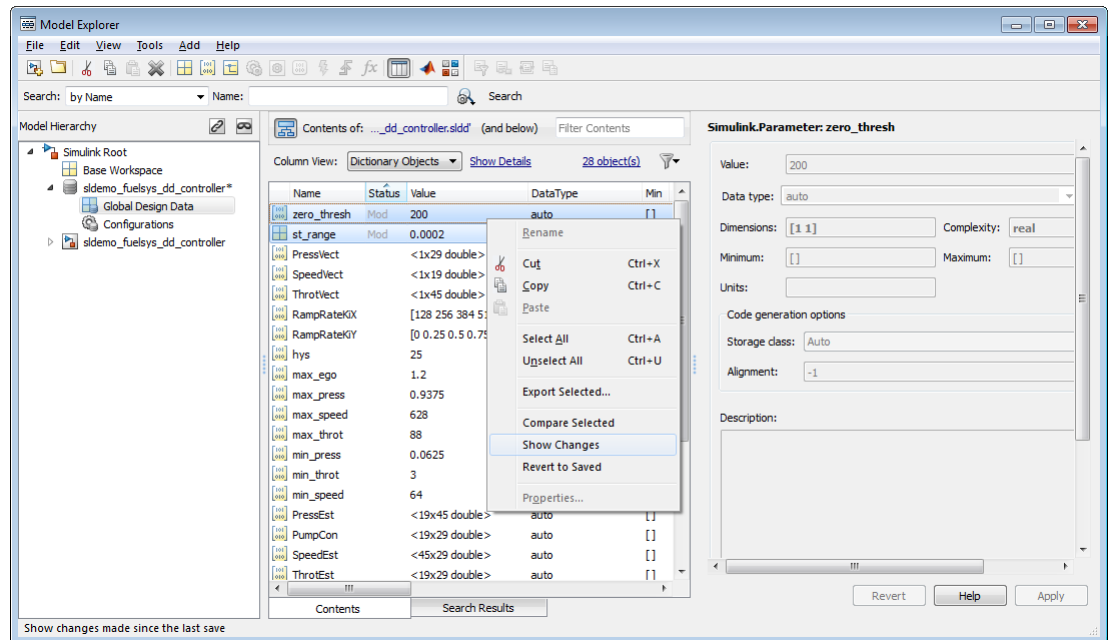 Model Explorer
File Edit View Tools Add Help
Search: by Name Name: Search
Model Hierarchy
Simulink Root
Base Workspace
sldemo_fuelsys_dd_controller*
Global Design Data
Configurations
sldemo_fuelsys_dd_controller
Contents of: ..._dd_controller.sldd' (and below) Filter Contents
Column View: Dictionary Objects Show Details 28 object(s)
Name Status Value DataType Min
zero_thresh Mod 200 auto []
st_range Mod 0.0002
PressVect <1x29 double>
SpeedVect <1x19 double>
ThrotVect <1x45 double>
RampRateKiX [128 256 384 51
RampRateKiY [0 0.25 0.5 0.75
hys 25
max_ego 1.2
max_press 0.9375
max_speed 628
max_throt 88
min_press 0.0625
min_throt 3
min_speed 64
PressEst <19x45 double> auto []
PumpCon <19x29 double> auto []
SpeedEst <45x29 double> auto []
ThrotEst <19x29 double> auto []
Contents Search Results
Rename
Cut Ctrl+X
Copy Ctrl+C
Paste
Select All Ctrl+A
Unselect All Ctrl+U
Export Selected...
Compare Selected
Show Changes
Revert to Saved
Properties...
Simulink.Parameter: zero_thresh
Value: 200
Data type: auto
Dimensions: [1 1] Complexity: real
Minimum: [] Maximum: []
Units:
Code generation options
Storage class: Auto
Alignment: -1
Description:
Revert Help Apply
Show changes made since the last save